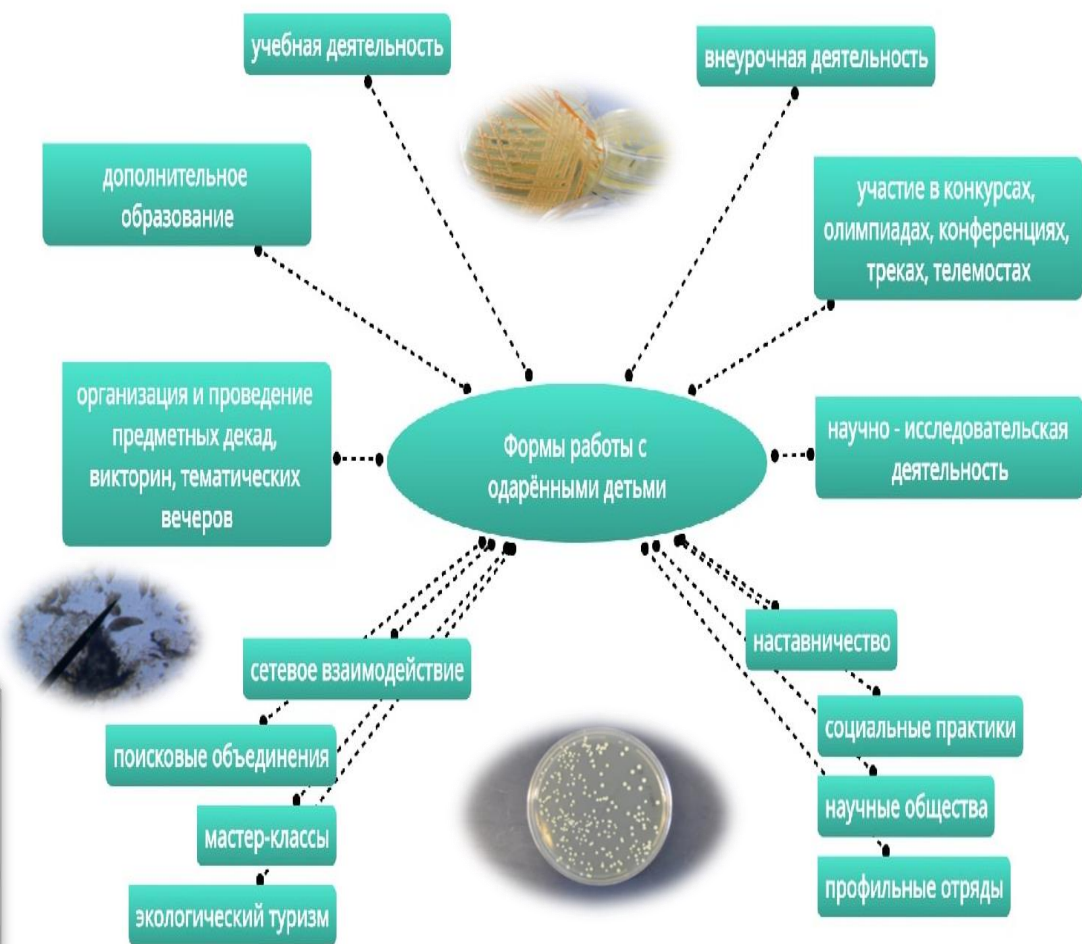 учебная деятельность
внеурочная деятельность
дополнительное
образование
участие в конкурсах,
олимпиадах, конференциях,
треках, телемостах
организация и проведение
предметных декад,
викторин, тематических
вечеров
Формы работы с
одарёнными детьми
научно - исследовательская
деятельность
сетевое взаимодействие
наставничество
поисковые объединения
социальные практики
мастер-классы
научные общества
экологический туризм
профильные отряды